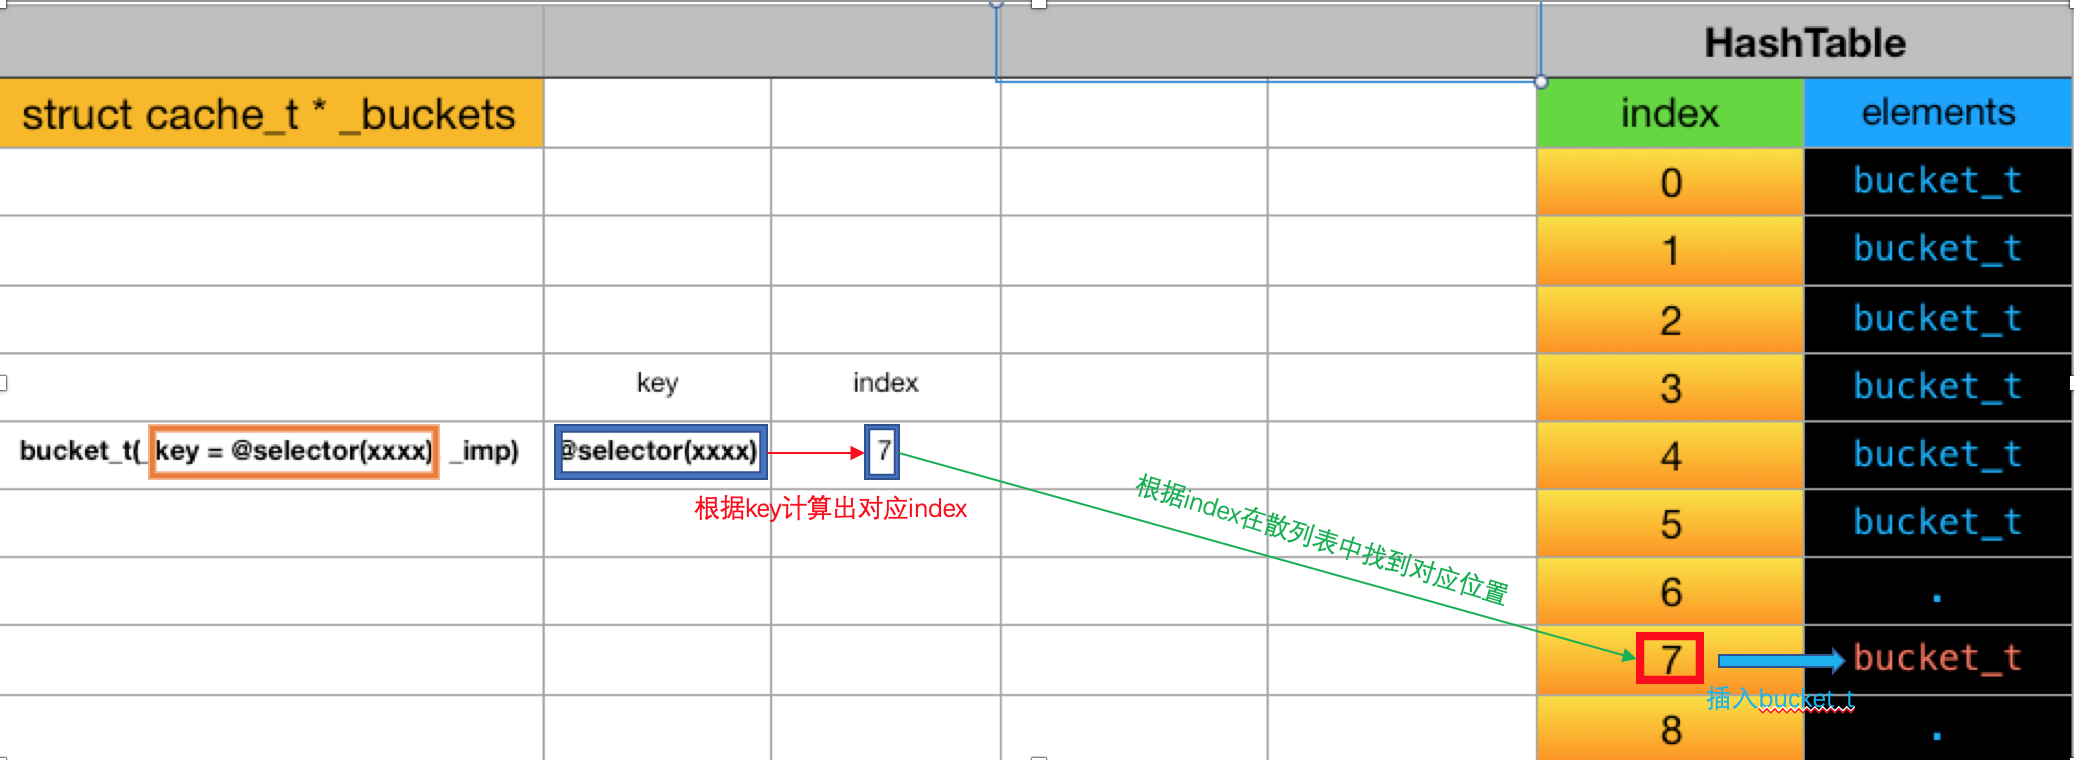 HashTable
struct cache_t * _buckets
index
elements
0
bucket_t
1
bucket_t
2
bucket_t
key
index
3
bucket_t
bucket_t(_key = @selector(xxxx) _imp)
@selector(xxxx)
7
4
bucket_t
根据key计算出对应index
根据index在散列表中找到对应位置
5
bucket_t
6
.
7
bucket_t
插入bucket_t
8
.